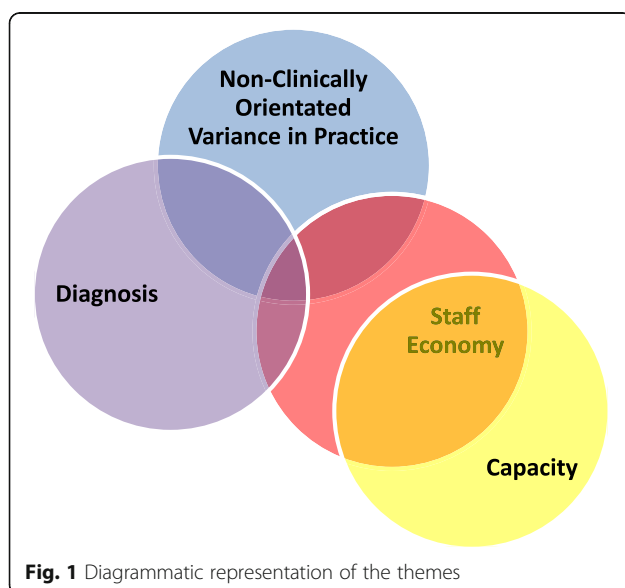 Non-Clinically
Orientated
Variance in Practice
Diagnosis
Staff
Economy
Capacity
Fig. 1 Diagrammatic representation of the themes